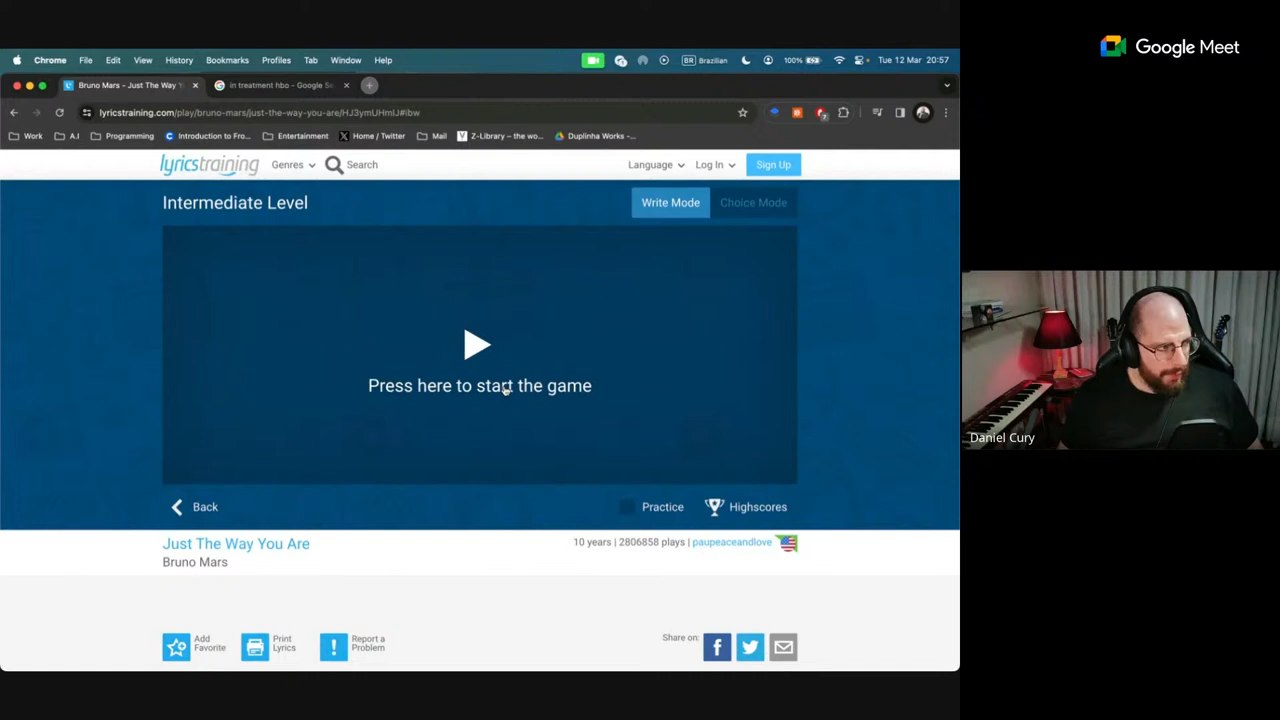 Google Meet
Chrome File Edit View History Bookmarks Profiles Tab Window Help
BR Brazilian 100% Tue 12 Mar 20:57
Bruno Mars - Just The Way Y
in treatment hbo - Google Se
lyricstraining.com/play/bruno-mars/just-the-way-you-are/HJ3ymUHmIJ#ibw
Work A.I Programming Introduction to Fro... Entertainment Home / Twitter Mail Z-Library – the wo... Duplinha Works –...
lyricstraining Genres Search Language Log In Sign Up
Intermediate Level Write Mode Choice Mode
Press here to start the game
Back Practice Highscores
Just The Way You Are 10 years | 2806858 plays | paupeaceandlove
Bruno Mars
Add Favorite
Print Lyrics
Report a Problem
Share on:
Daniel Cury